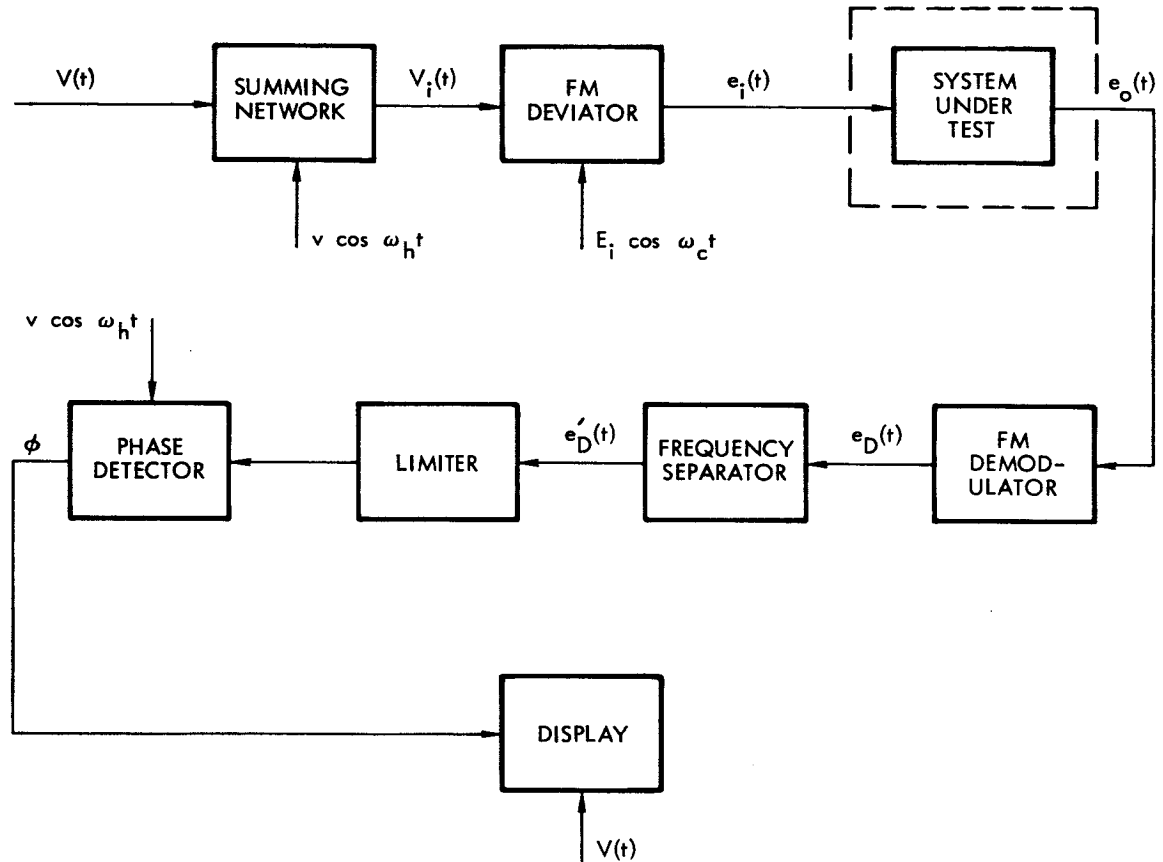 V(t)
SUMMING
NETWORK
V_i(t)
FM
DEVIATOR
e_i(t)
SYSTEM
UNDER
TEST
e_o(t)
v cos ω_h t
E_i cos ω_c t
v cos ω_h t
ϕ
PHASE
DETECTOR
LIMITER
e'_D(t)
FREQUENCY
SEPARATOR
e_D(t)
FM
DEMOD-
ULATOR
DISPLAY
V(t)